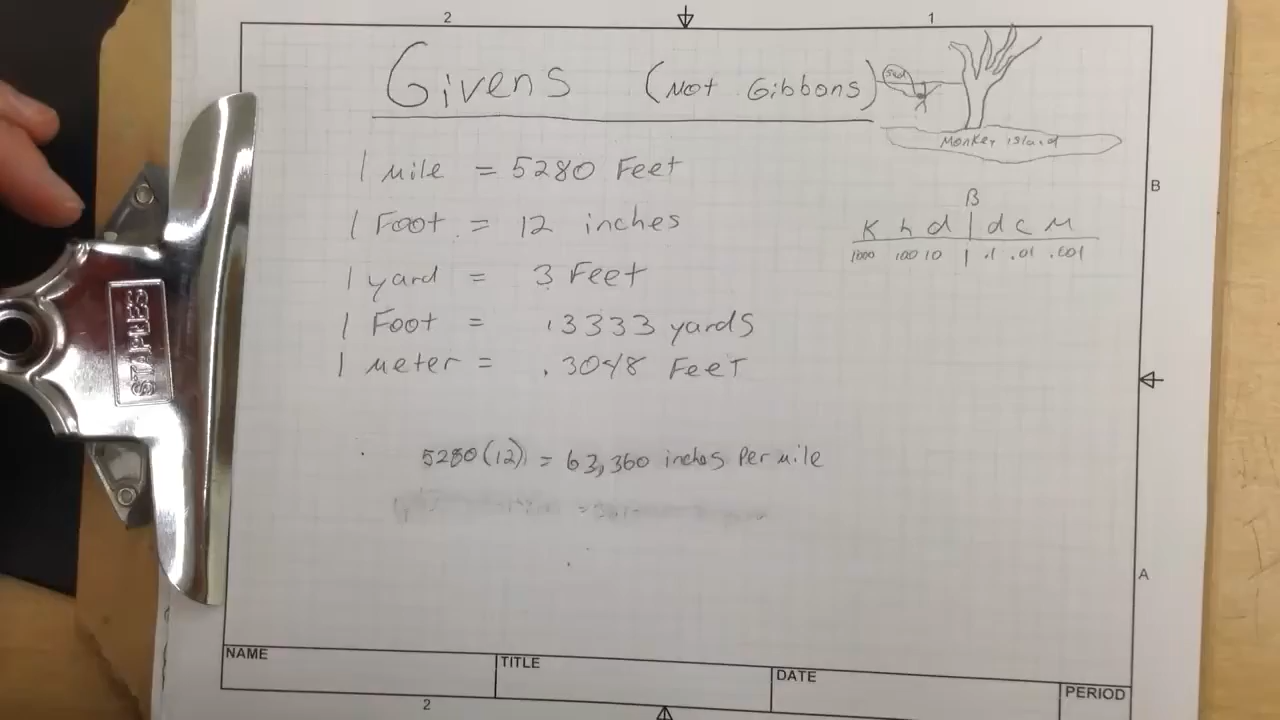 2 1
Givens (Not Gibbons)
Monkey island
1 mile = 5280 Feet
1 Foot = 12 inches
1 yard = 3 Feet
1 Foot = .3333 yards
1 meter = .3048 Feet
B
K h d | d c m
1000 100 10 1 .1 .01 .001
B
STAPLES
5280(12) = 63,360 inches Per mile
A
NAME TITLE DATE PERIOD
2